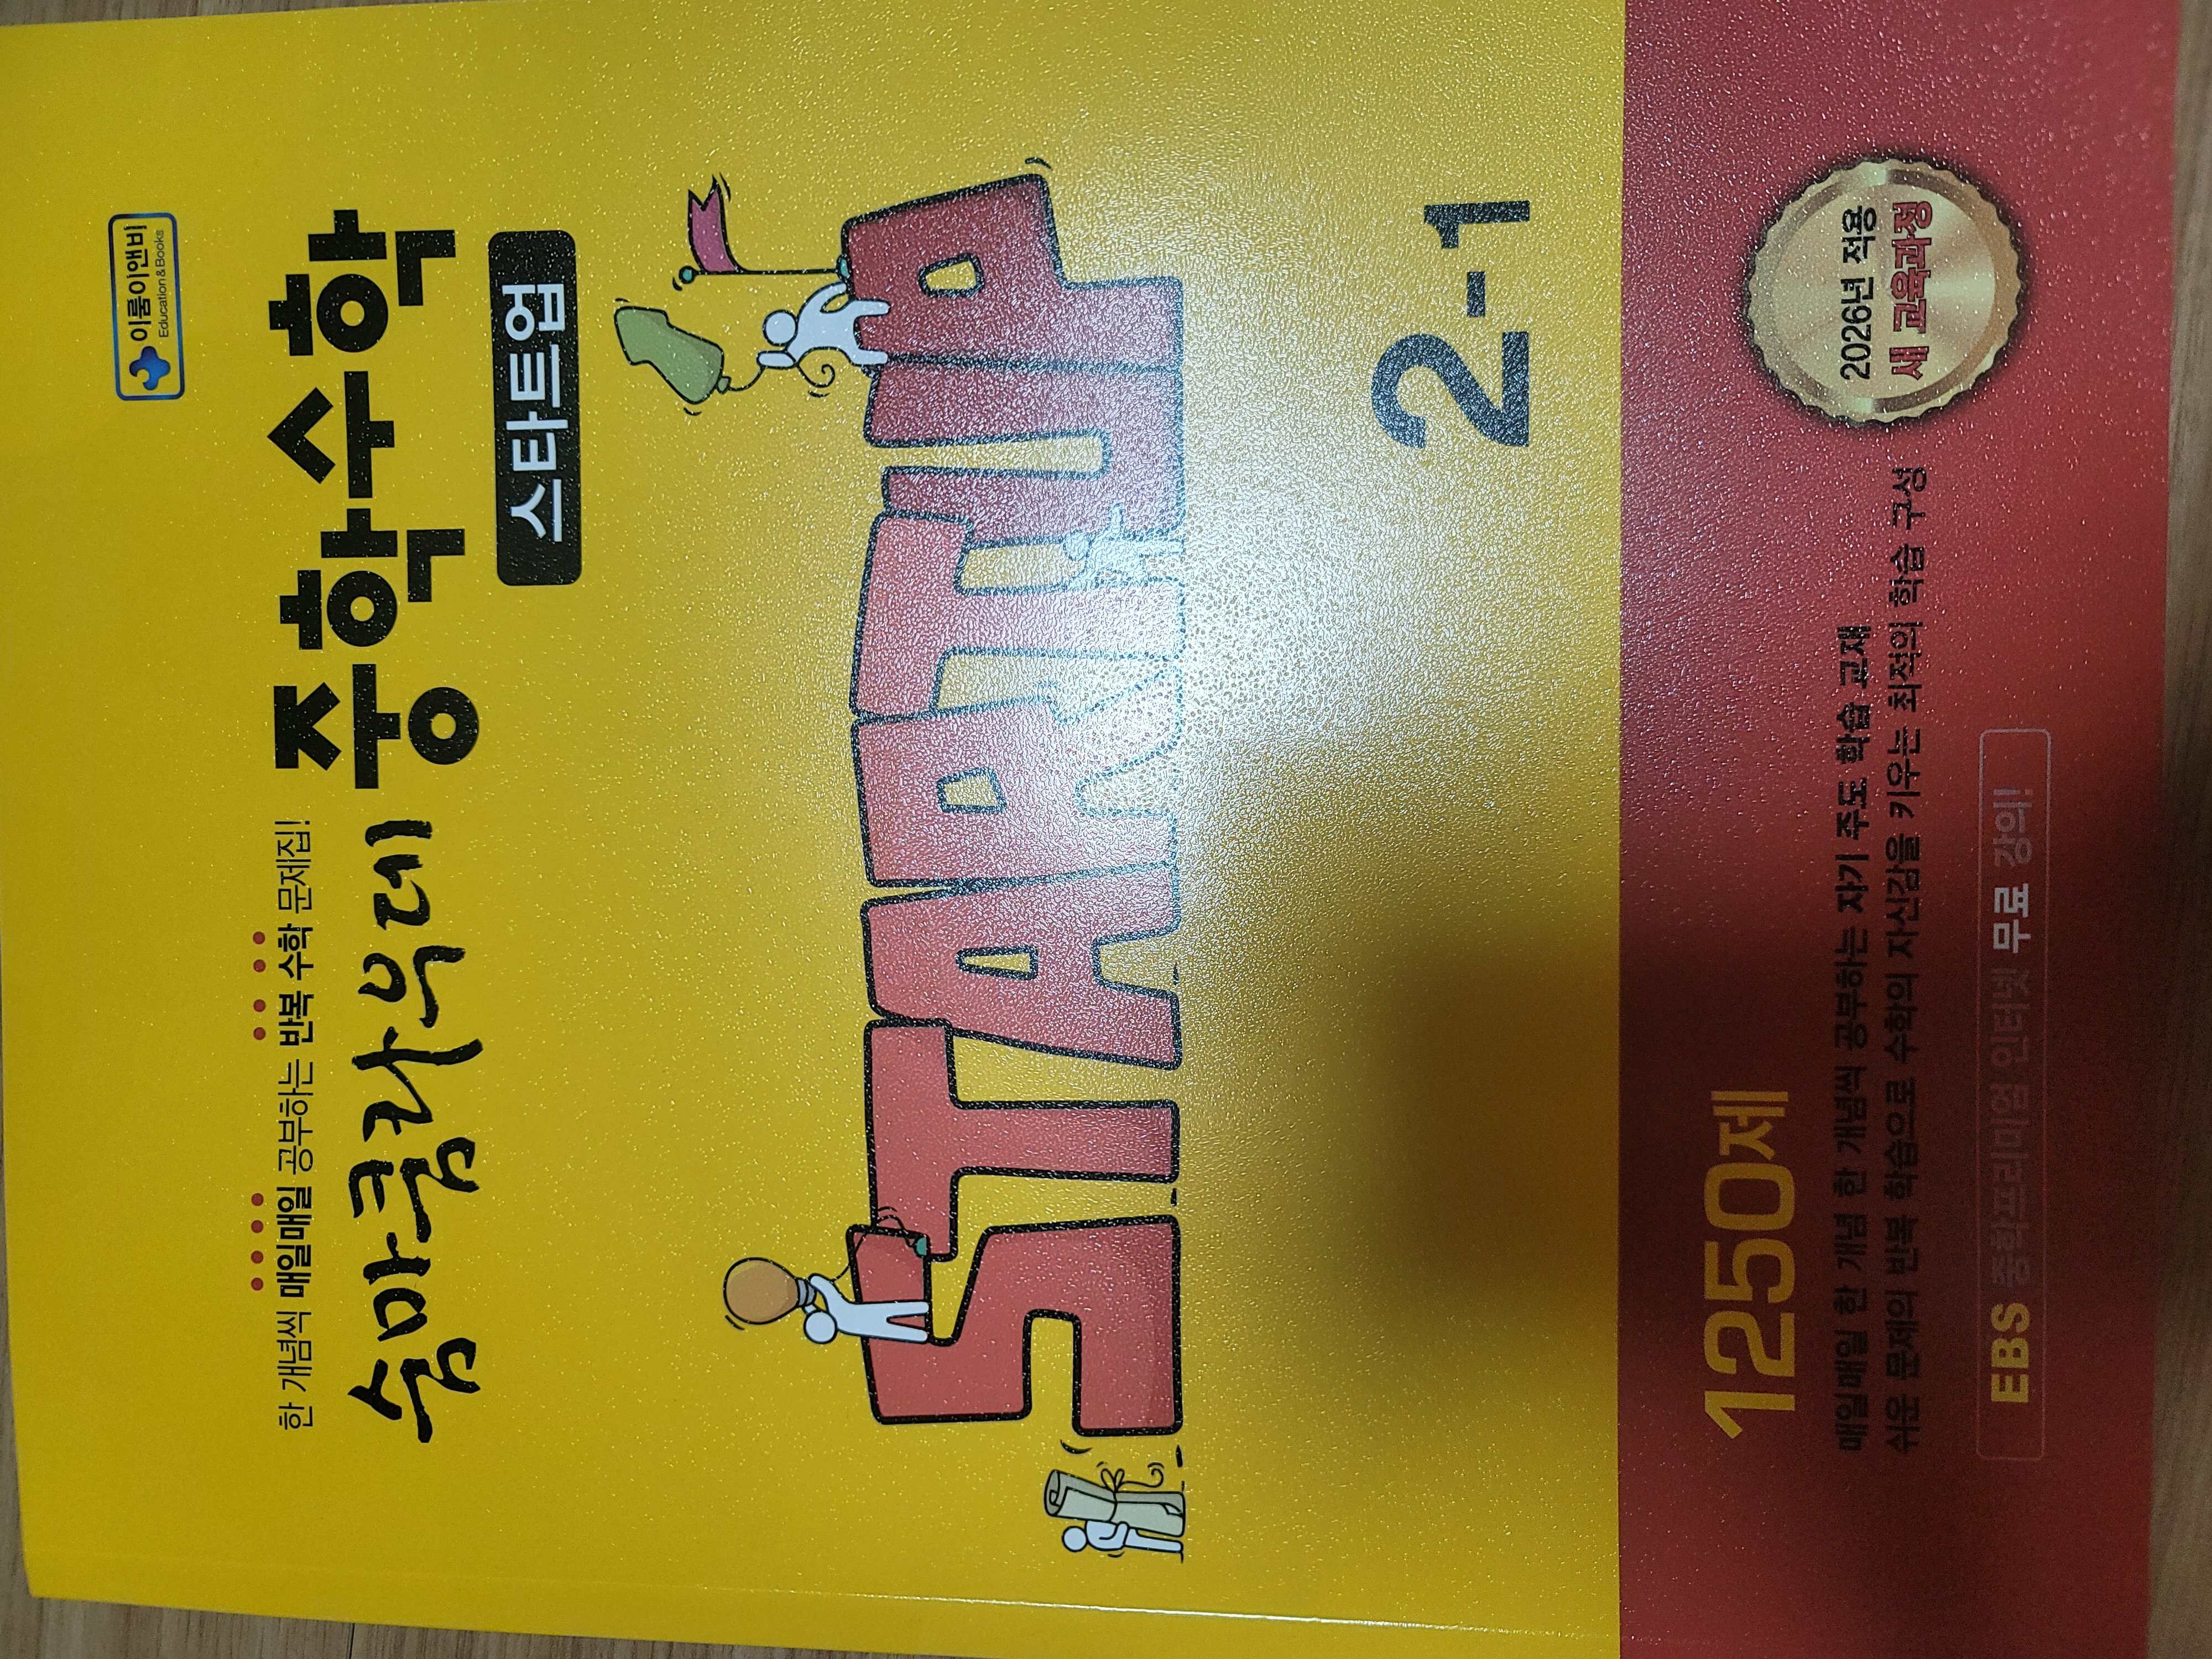 이룸이앤비
Education & Books
한 개념씩 매일매일 공부하는 반복 수학 문제집!
숨마쿰라우데 중학수학
스타트업
START UP
2-1
1250제
매일매일 한 개념 한 개념씩 공부하는 자기 주도 학습 교재
쉬운 문제의 반복 학습으로 수학의 자신감을 키우는 최적의 학습 구성
EBS 중학프리미엄 인터넷 무료 강의!
2026년 적용
새 교육과정